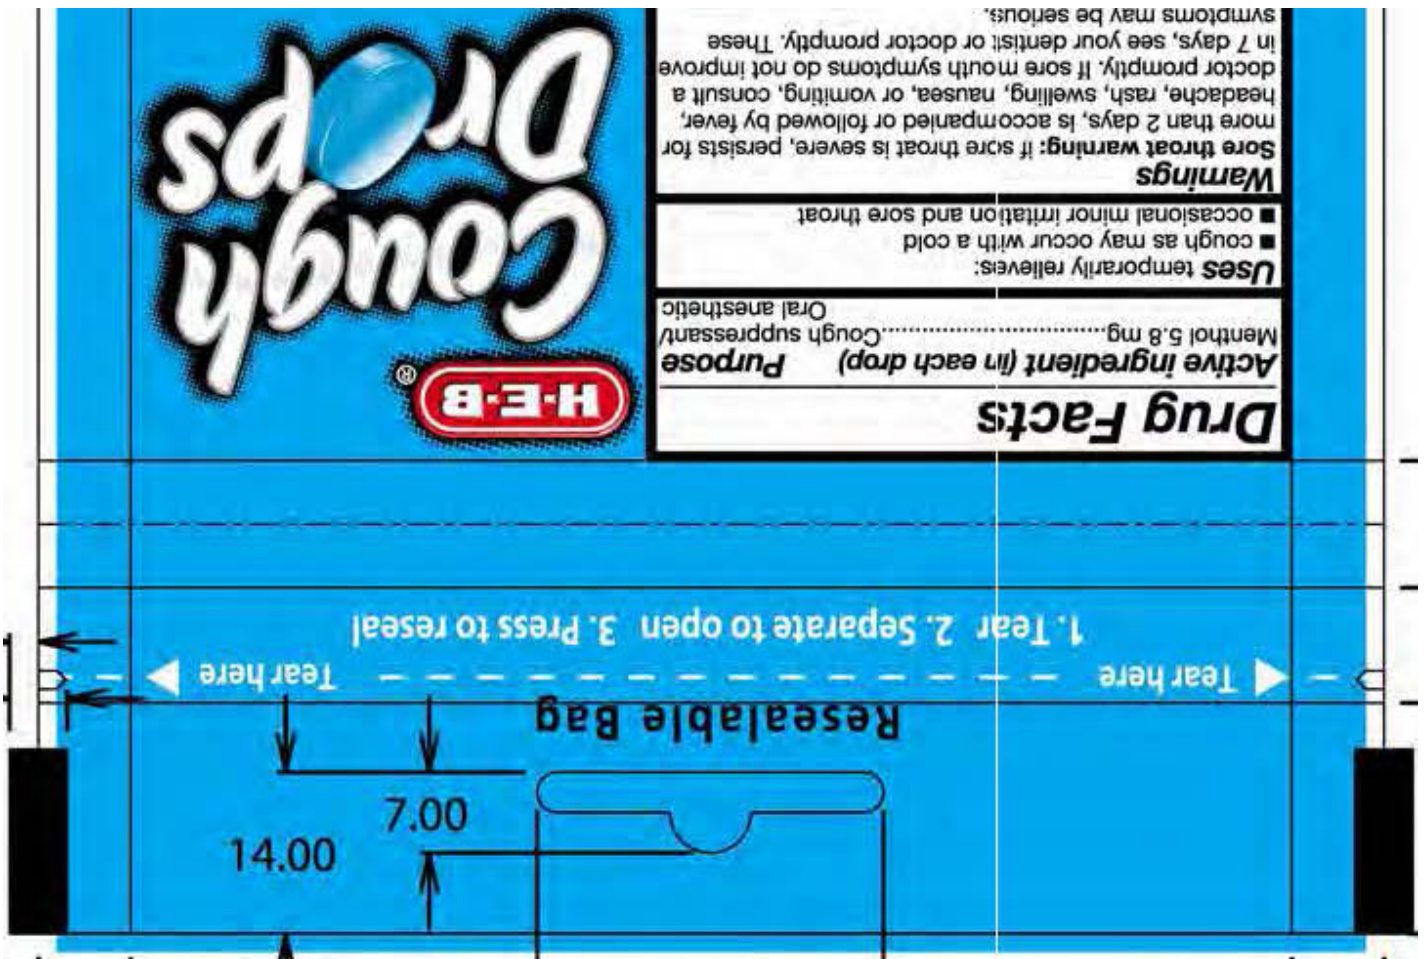 14.00
7.00
Resealable Bag
Tear here
Tear here
1. Tear 2. Separate to open 3. Press to reseal
Drug Facts
Active ingredient (in each drop) Purpose
Menthol 5.8 mg................................Cough suppressant/
Oral anesthetic
Uses temporarily relieves:
■ cough as may occur with a cold
■ occasional minor irritation and sore throat
Warnings
Sore throat warning: if sore throat is severe, persists for
more than 2 days, is accompanied or followed by fever,
headache, rash, swelling, nausea, or vomiting, consult a
doctor promptly. If sore mouth symptoms do not improve
in 7 days, see your dentist or doctor promptly. These
symptoms may be serious.
H-E-B®
Cough
Drops